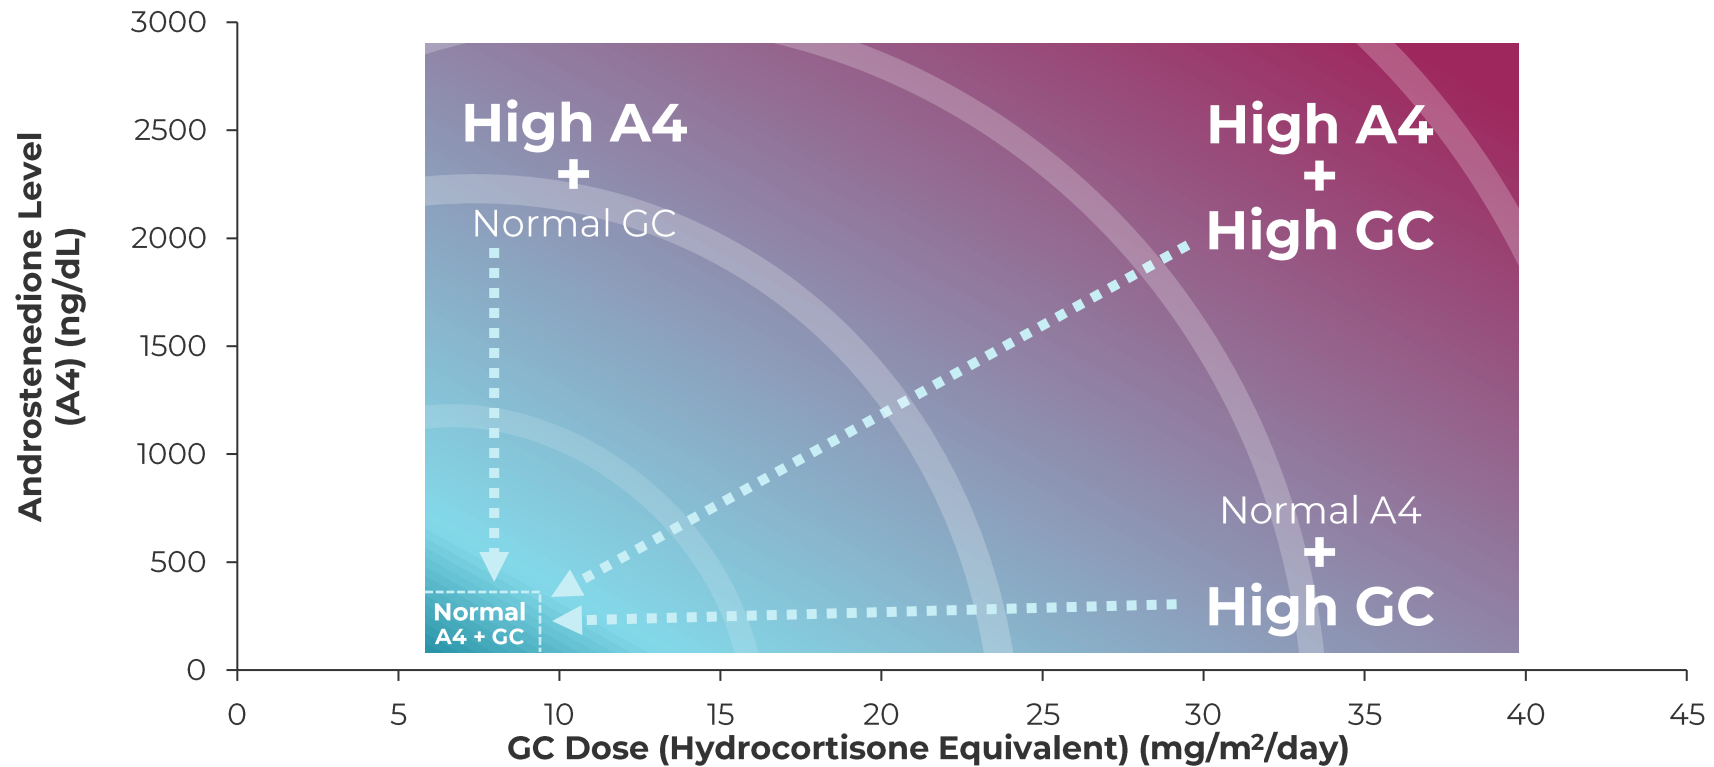 Androstenedione Level
(A4) (ng/dL)
3000
2500
2000
1500
1000
500
0
High A4
+
Normal GC
High A4
+
High GC
Normal A4
+
High GC
Normal
A4 + GC
0 5 10 15 20 25 30 35 40 45
GC Dose (Hydrocortisone Equivalent) (mg/m²/day)